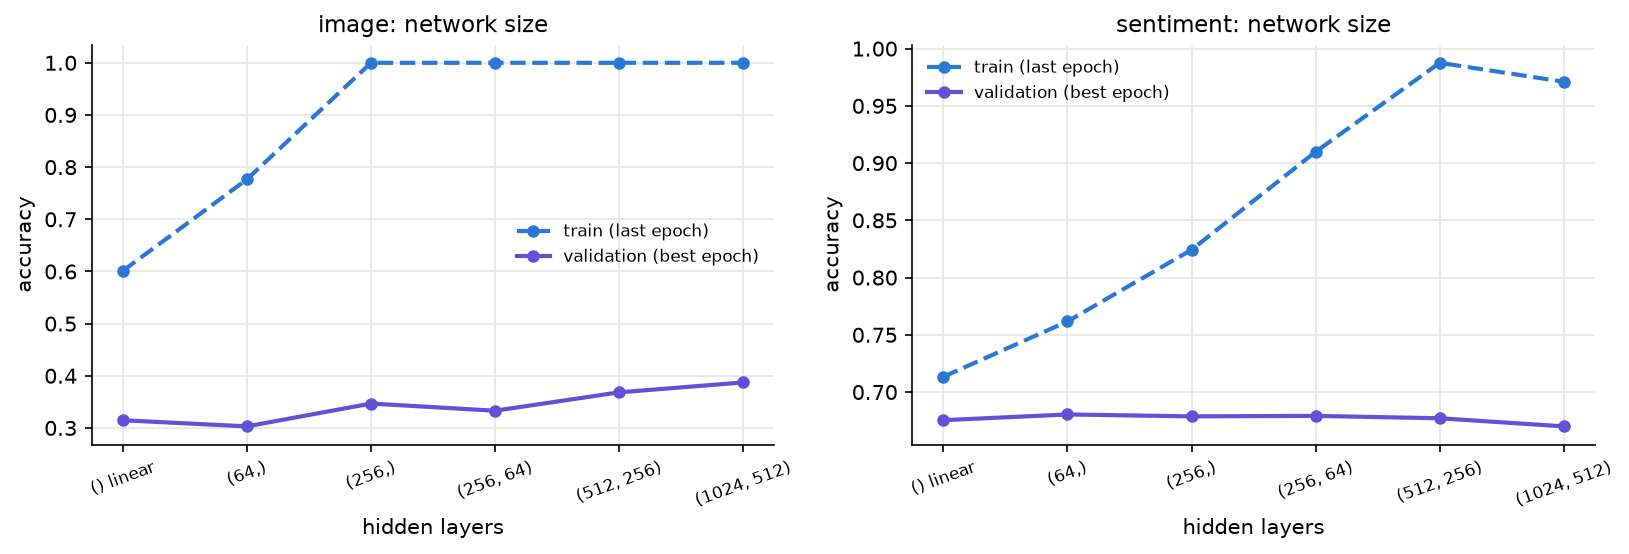 image: network size
accuracy
1.0
0.9
0.8
0.7
0.6
0.5
0.4
0.3
train (last epoch)
validation (best epoch)
() linear
(64,)
(256,)
(256, 64)
(512, 256)
(1024, 512)
hidden layers
sentiment: network size
accuracy
1.00
0.95
0.90
0.85
0.80
0.75
0.70
train (last epoch)
validation (best epoch)
() linear
(64,)
(256,)
(256, 64)
(512, 256)
(1024, 512)
hidden layers